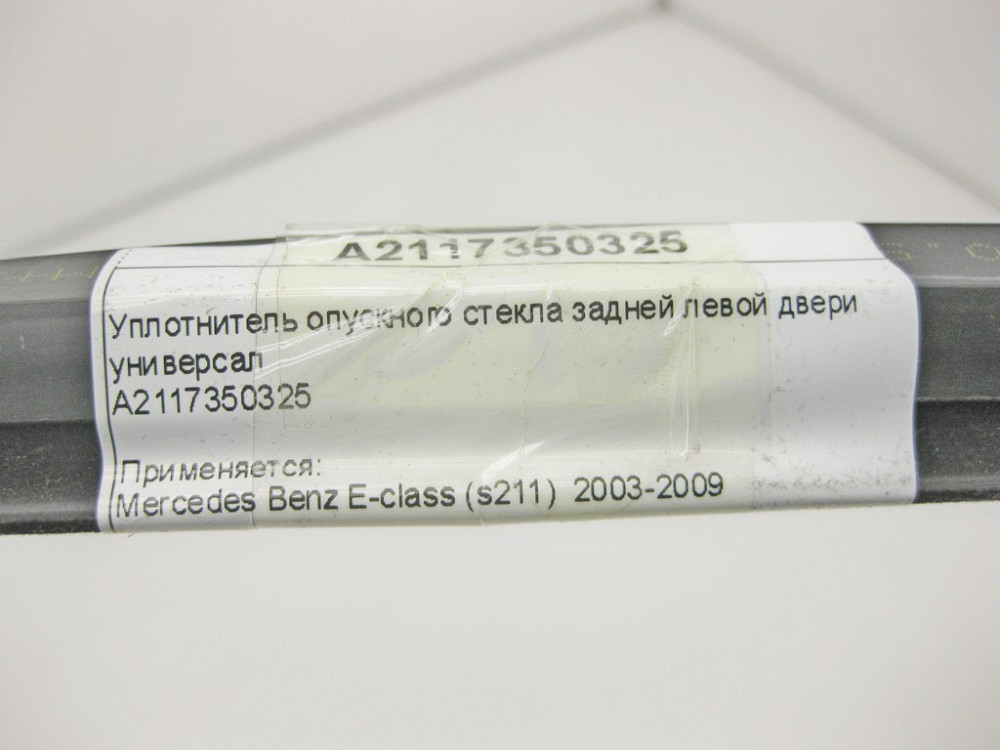 A2117350325
Уплотнитель опускного стекла задней левой двери
универсал
A2117350325
Применяется:
Mercedes Benz E-class (s211) 2003-2009